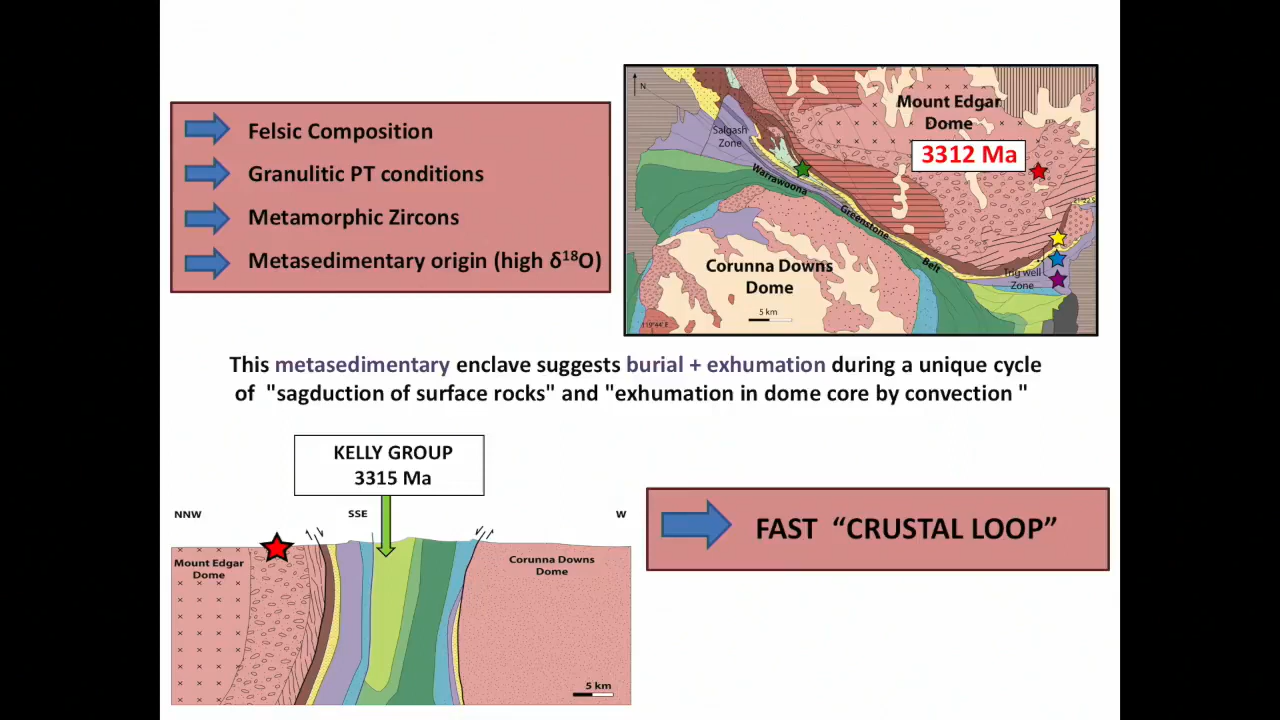 Felsic Composition
Granulitic PT conditions
Metamorphic Zircons
Metasedimentary origin (high δ¹⁸O)
N
Mount Edgar
Dome
3312 Ma
Salgash
Zone
Warrawoona
Greenstone
Belt
Corunna Downs
Dome
Trig well
Zone
5 km
This metasedimentary enclave suggests burial + exhumation during a unique cycle
of "sagduction of surface rocks" and "exhumation in dome core by convection "
KELLY GROUP
3315 Ma
NNW
SSE
W
Mount Edgar
Dome
Corunna Downs
Dome
5 km
FAST “CRUSTAL LOOP”